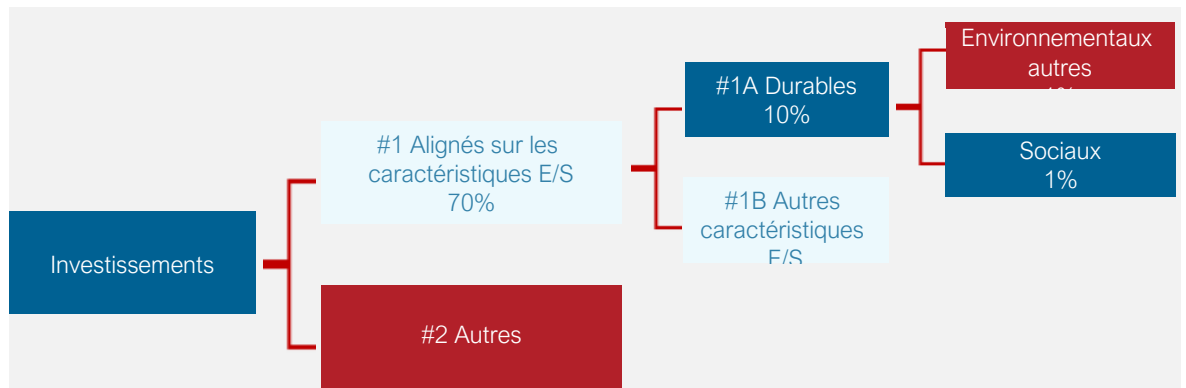 Investissements
#1 Alignés sur les
caractéristiques E/S
70%
#2 Autres
#1A Durables
10%
#1B Autres
caractéristiques
E/S
Environnementaux
autres
Sociaux
1%